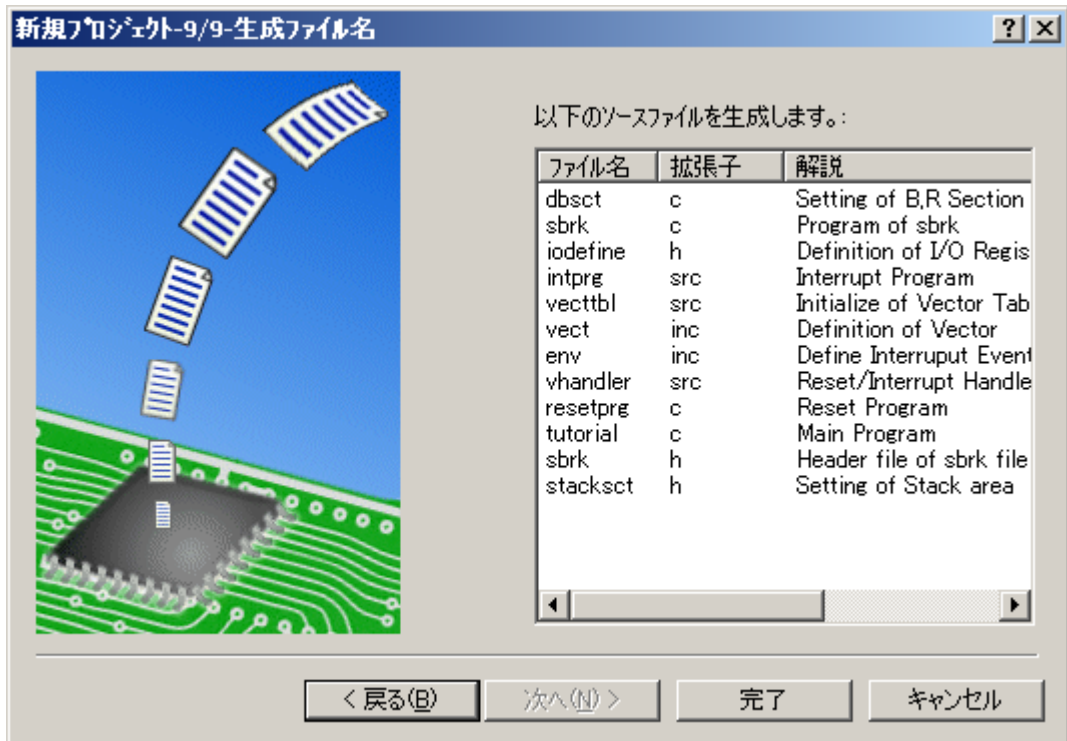 新規プロジェクト-9/9-生成ファイル名
以下のソースファイルを生成します。:
ファイル名 拡張子 解説
dbsct c Setting of B,R Section
sbrk c Program of sbrk
iodefine h Definition of I/O Regis
intprg src Interrupt Program
vecttbl src Initialize of Vector Tab
vect inc Definition of Vector
env inc Define Interruput Event
vhandler src Reset/Interrupt Handle
resetprg c Reset Program
tutorial c Main Program
sbrk h Header file of sbrk file
stacksct h Setting of Stack area
< 戻る(B) 次へ(N) > 完了 キャンセル